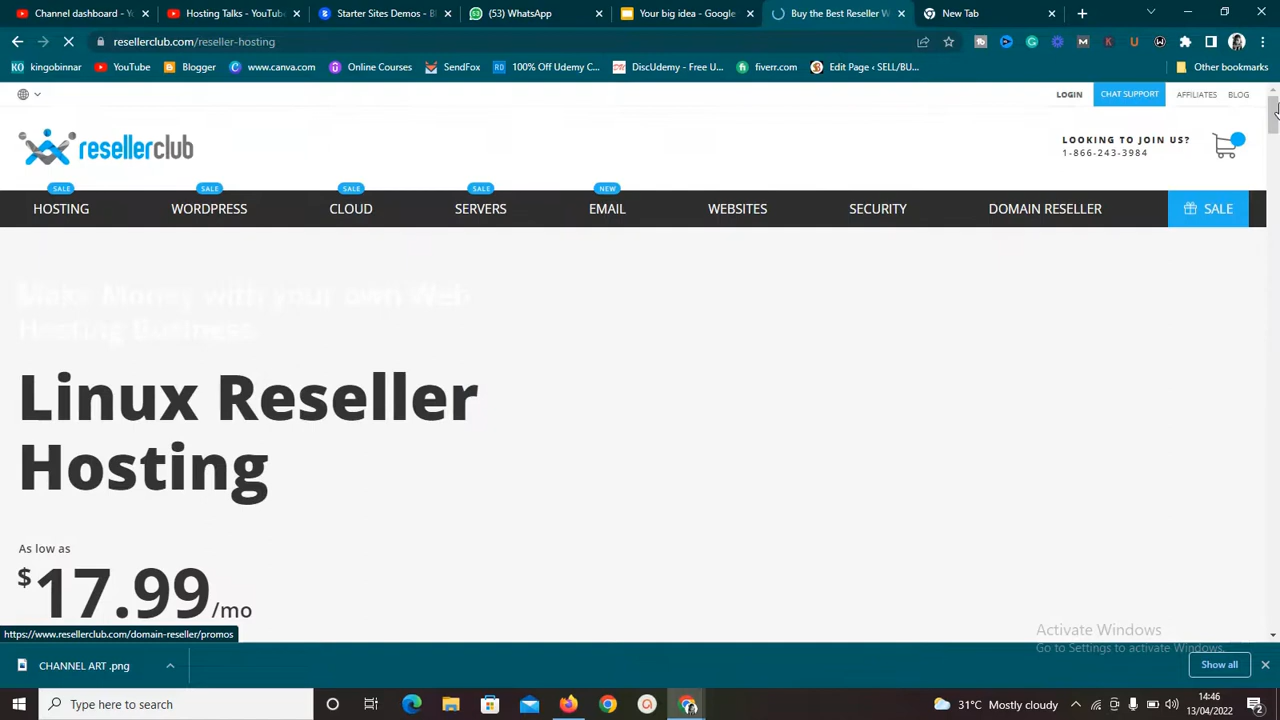 Channel dashboard - Yo
Hosting Talks - YouTube
Starter Sites Demos - Bl
(53) WhatsApp
Your big idea - Google
Buy the Best Reseller W
New Tab
resellerclub.com/reseller-hosting
kingobinnar
YouTube
Blogger
www.canva.com
Online Courses
SendFox
100% Off Udemy C...
DiscUdemy - Free U...
fiverr.com
Edit Page ‹ SELL/BU...
Other bookmarks
LOGIN
CHAT SUPPORT
AFFILIATES
BLOG
resellerclub
LOOKING TO JOIN US?
1-866-243-3984
SALE
SALE
SALE
SALE
NEW
HOSTING
WORDPRESS
CLOUD
SERVERS
EMAIL
WEBSITES
SECURITY
DOMAIN RESELLER
SALE
Make Money with your own Web
Hosting Business
Linux Reseller
Hosting
As low as
$17.99/mo
https://www.resellerclub.com/domain-reseller/promos
Activate Windows
Go to Settings to activate Windows.
CHANNEL ART .png
Show all
Type here to search
31°C Mostly cloudy
14:46
13/04/2022
2